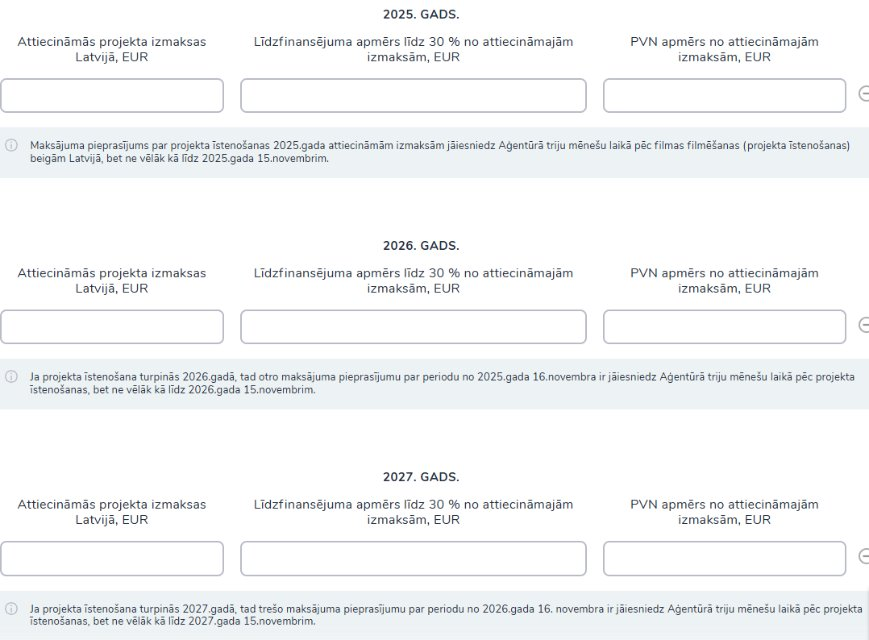 2025. GADS.
Attiecināmās projekta izmaksas Latvijā, EUR
Līdzfinansējuma apmērs līdz 30 % no attiecināmajām izmaksām, EUR
PVN apmērs no attiecināmajām izmaksām, EUR
Maksājuma pieprasījums par projekta īstenošanas 2025.gada attiecināmām izmaksām jāiesniedz Aģentūrā triju mēnešu laikā pēc filmas filmēšanas (projekta īstenošanas)
beigām Latvijā, bet ne vēlāk kā līdz 2025.gada 15.novembrim.
2026. GADS.
Attiecināmās projekta izmaksas Latvijā, EUR
Līdzfinansējuma apmērs līdz 30 % no attiecināmajām izmaksām, EUR
PVN apmērs no attiecināmajām izmaksām, EUR
Ja projekta īstenošana turpinās 2026.gadā, tad otro maksājuma pieprasījumu par periodu no 2025.gada 16.novembra ir jāiesniedz Aģentūrā triju mēnešu laikā pēc projekta
īstenošanas, bet ne vēlāk kā līdz 2026.gada 15.novembrim.
2027. GADS.
Attiecināmās projekta izmaksas Latvijā, EUR
Līdzfinansējuma apmērs līdz 30 % no attiecināmajām izmaksām, EUR
PVN apmērs no attiecināmajām izmaksām, EUR
Ja projekta īstenošana turpinās 2027.gadā, tad trešo maksājuma pieprasījumu par periodu no 2026.gada 16. novembra ir jāiesniedz Aģentūrā triju mēnešu laikā pēc projekta
īstenošanas, bet ne vēlāk kā līdz 2027.gada 15.novembrim.